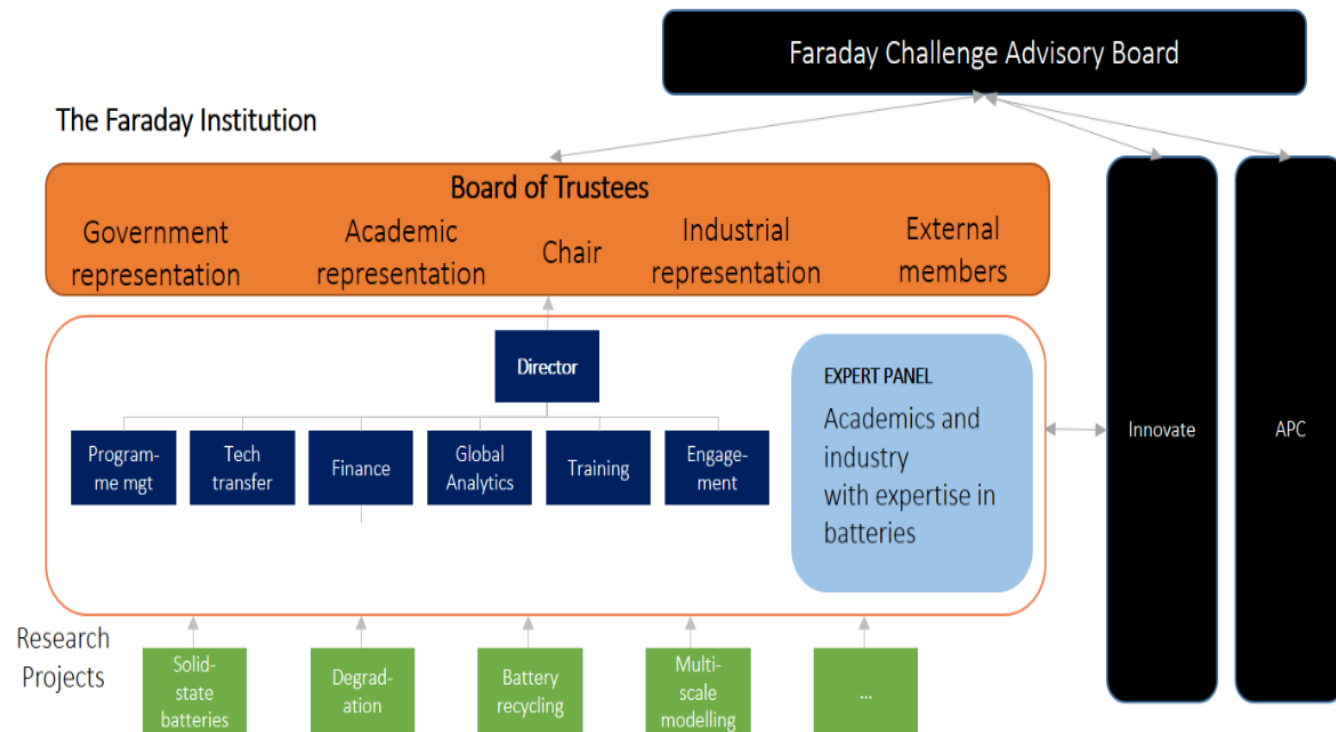 Faraday Challenge Advisory Board
The Faraday Institution
Board of Trustees
Government
representation
Academic
representation
Chair
Industrial
representation
External
members
Director
Program-
me mgt
Tech
transfer
Finance
Global
Analytics
Training
Engage-
ment
EXPERT PANEL
Academics and
industry
with expertise in
batteries
Innovate
APC
Research
Projects
Solid-
state
batteries
Degrad-
ation
Battery
recycling
Multi-
scale
modelling
...